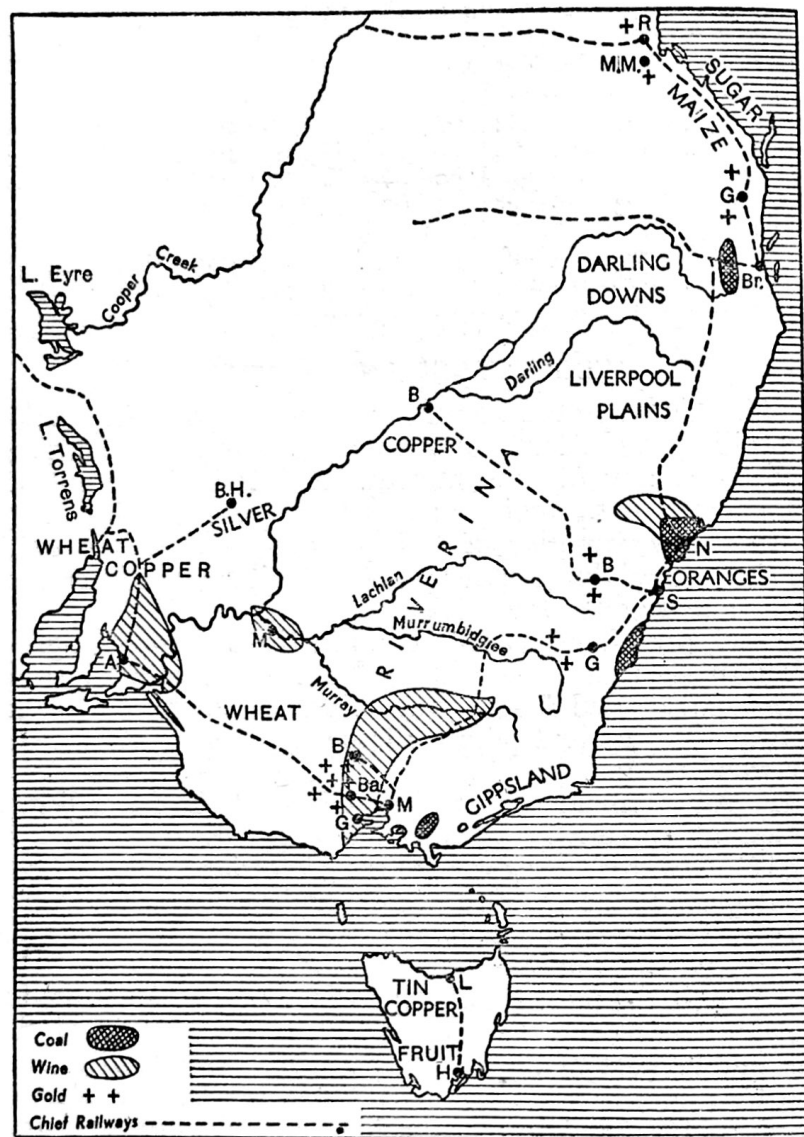 R
M.M.
SUGAR
MAIZE
G
Br.
DARLING
DOWNS
Cooper Creek
L. Eyre
Darling
LIVERPOOL
PLAINS
B
COPPER
L. Torrens
B.H.
SILVER
RIVERINA
WHEAT
COPPER
N
B
ORANGES
S
Lachlan
Murrumbidgee
G
M
A
Murray
WHEAT
B
Bal.
M
G
GIPPSLAND
L
TIN
COPPER
FRUIT
H
Coal
Wine
Gold + +
Chief Railways